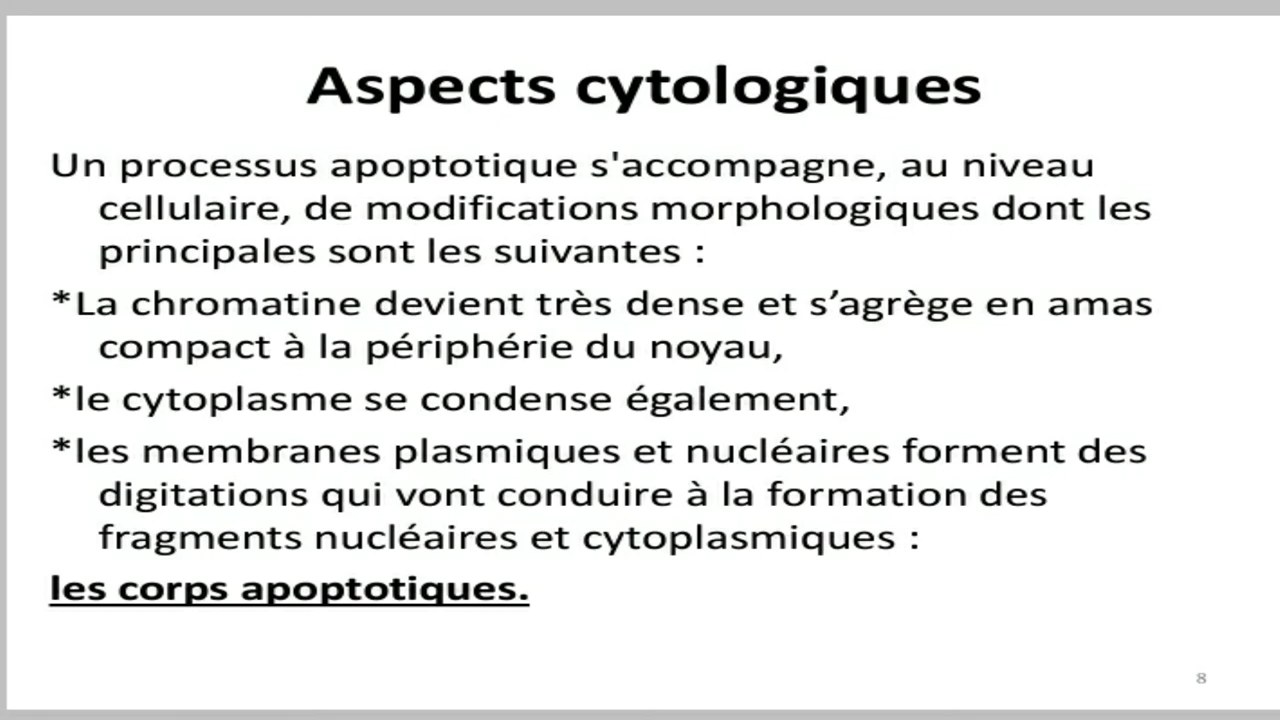 Aspects cytologiques
Un processus apoptotique s'accompagne, au niveau
cellulaire, de modifications morphologiques dont les
principales sont les suivantes :
*La chromatine devient très dense et s’agrège en amas
compact à la périphérie du noyau,
*le cytoplasme se condense également,
*les membranes plasmiques et nucléaires forment des
digitations qui vont conduire à la formation des
fragments nucléaires et cytoplasmiques :
les corps apoptotiques.
8